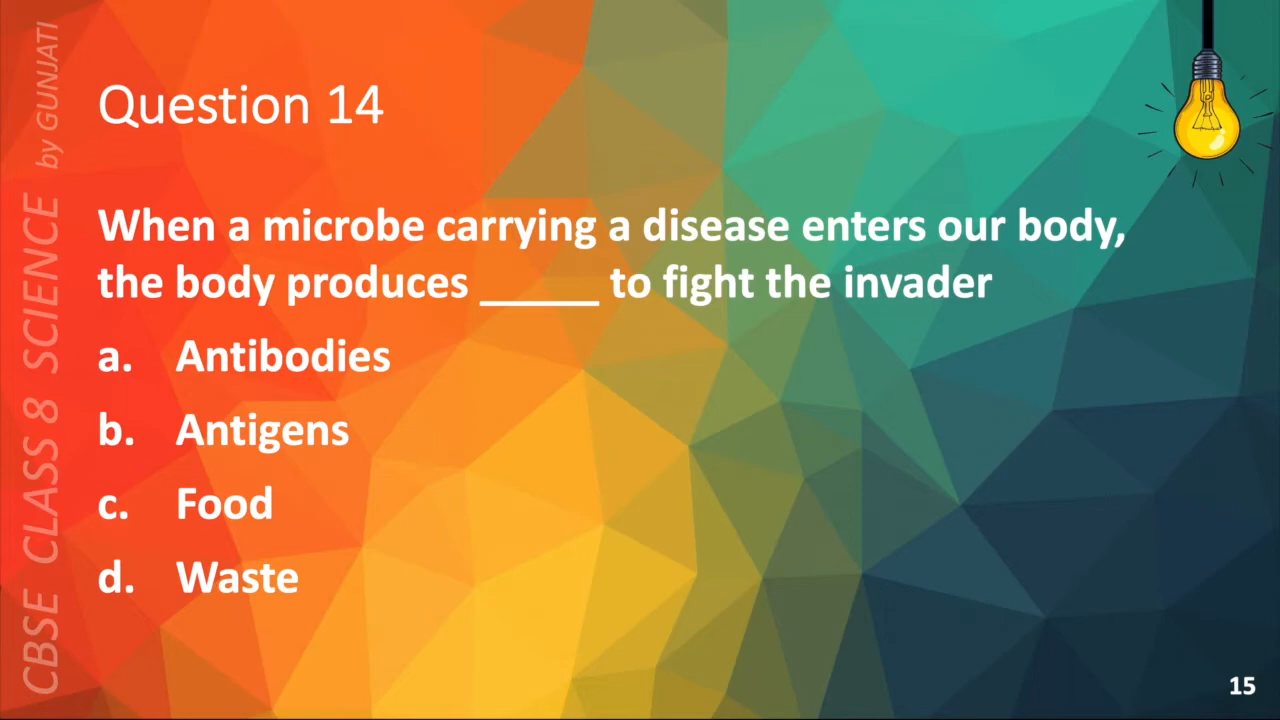 CBSE CLASS 8 SCIENCE by GUNJATI
Question 14
When a microbe carrying a disease enters our body,
the body produces _____ to fight the invader
a. Antibodies
b. Antigens
c. Food
d. Waste
15